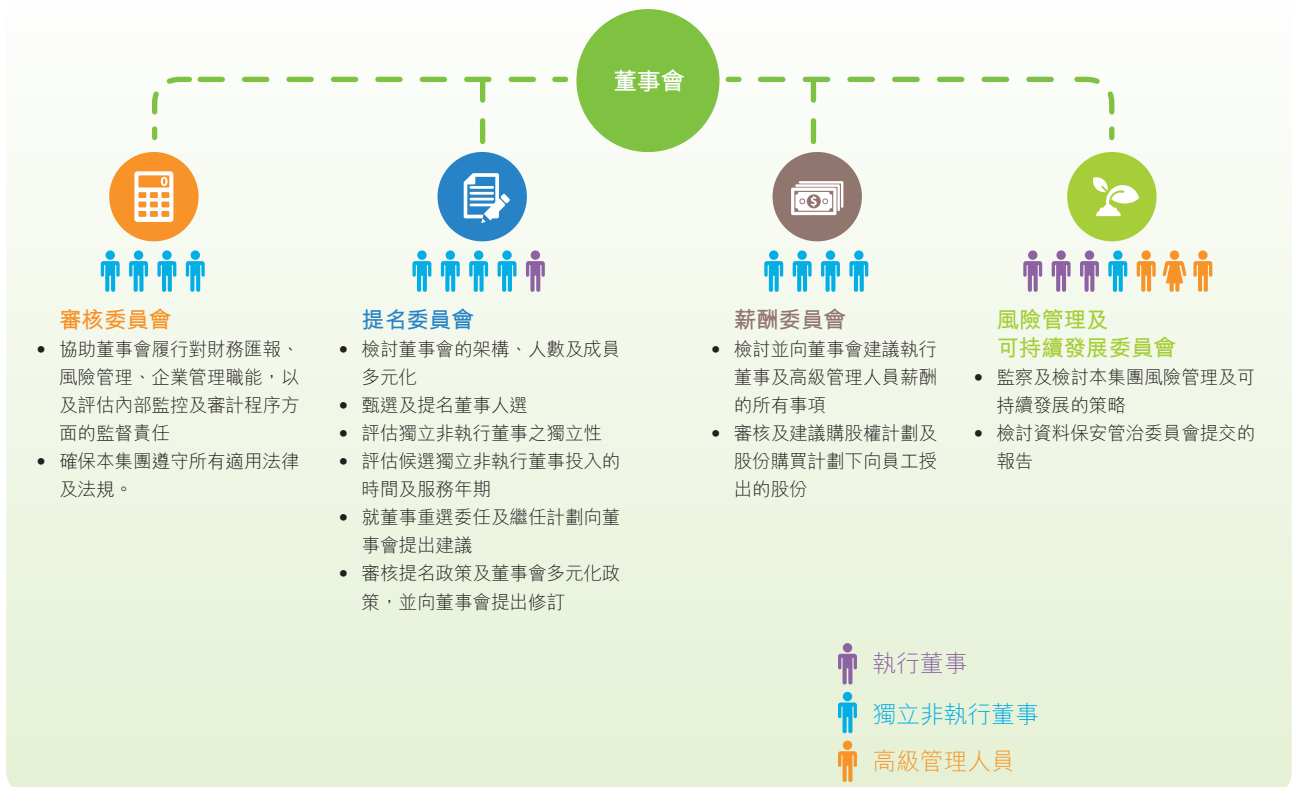 董事會
0
$
審核委員會
• 協助董事會履行對財務匯報、
風險管理、企業管理職能，以
及評估內部監控及審計程序方
面的監督責任
• 確保本集團遵守所有適用法律
及法規。
提名委員會
• 檢討董事會的架構、人數及成員
多元化
• 甄選及提名董事人選
• 評估獨立非執行董事之獨立性
• 評估候選獨立非執行董事投入的
時間及服務年期
• 就董事重選委任及繼任計劃向董
事會提出建議
• 審核提名政策及董事會多元化政
策，並向董事會提出修訂
薪酬委員會
• 檢討並向董事會建議執行
董事及高級管理人員薪酬
的所有事項
• 審核及建議購股權計劃及
股份購買計劃下向員工授
出的股份
風險管理及
可持續發展委員會
• 監察及檢討本集團風險管理及可
持續發展的策略
• 檢討資料保安管治委員會提交的
報告
執行董事
獨立非執行董事
高級管理人員